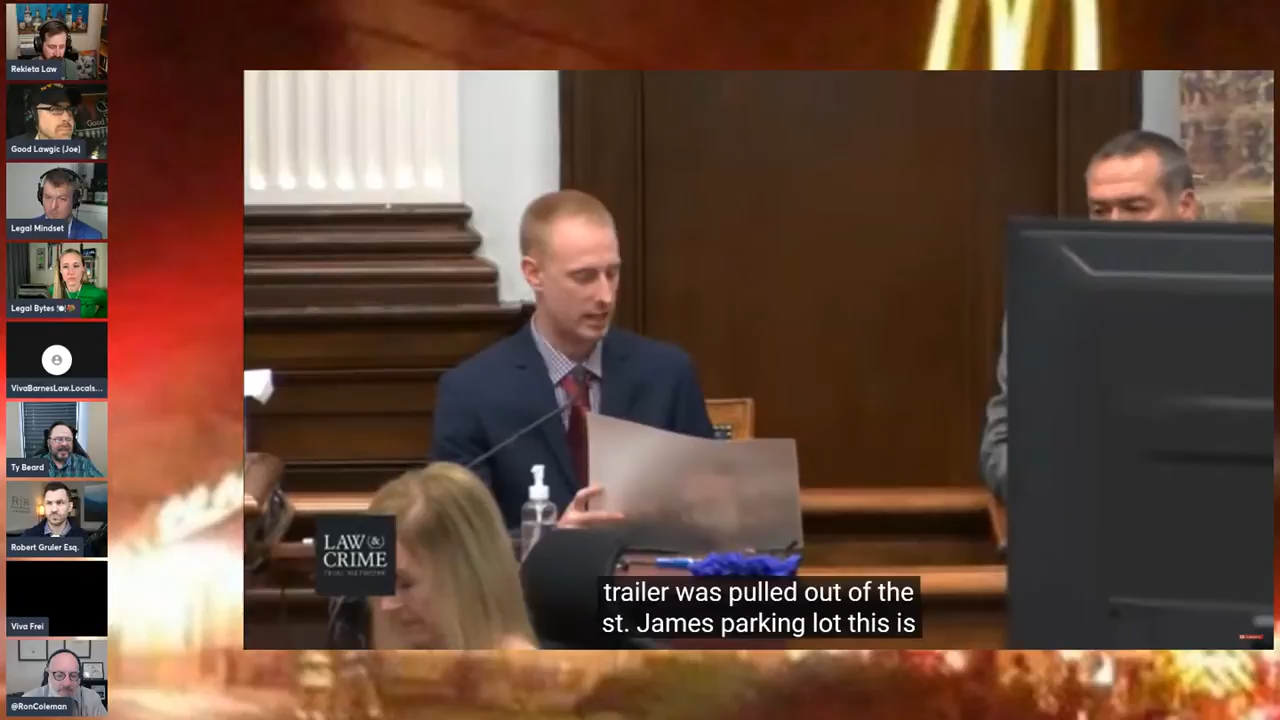 Rekieta Law
Good Lawgic (Joe)
Legal Mindset
Legal Bytes
VivaBarnesLaw.Locals...
Ty Beard
Robert Gruler Esq.
Viva Frei
@RonColeman
LAW &
CRIME
trailer was pulled out of the
st. James parking lot this is